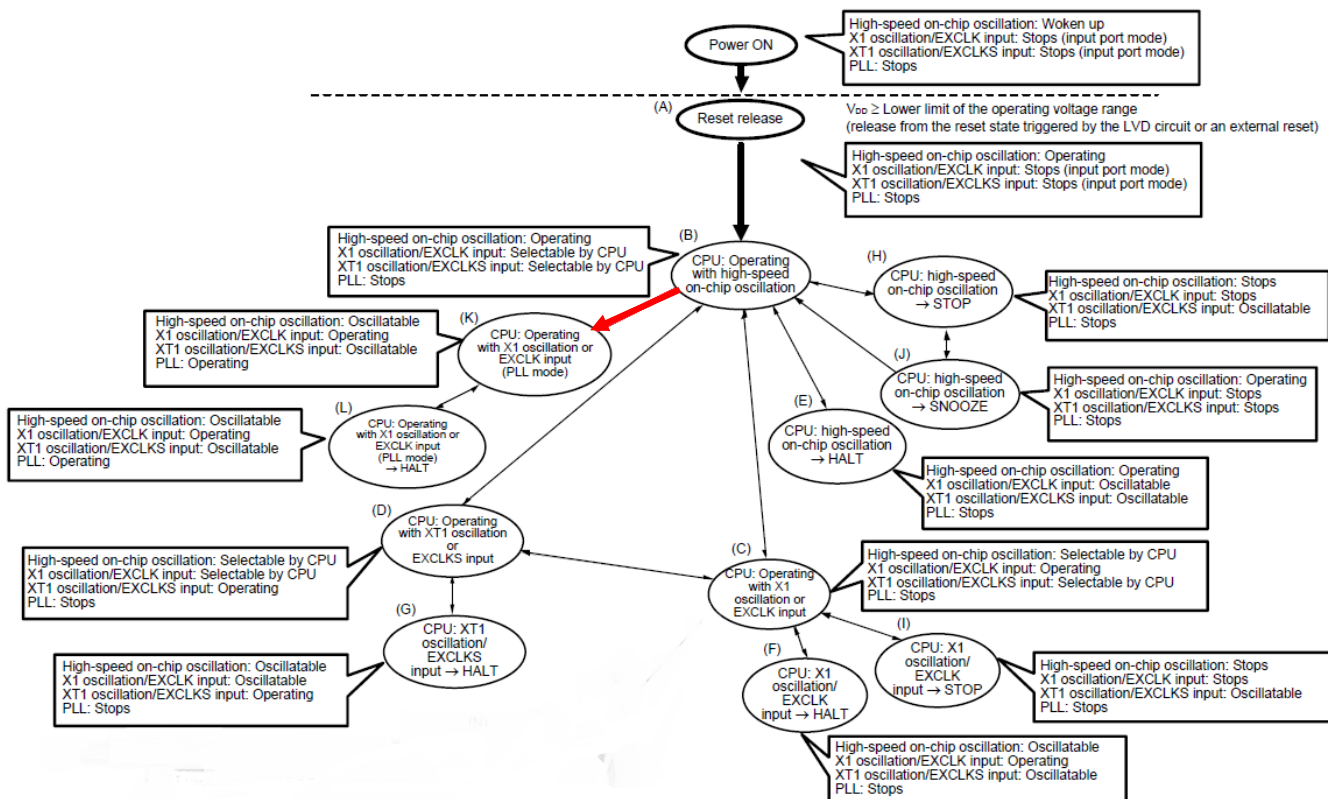 High-speed on-chip oscillation: Woken up
X1 oscillation/EXCLK input: Stops (input port mode)
XT1 oscillation/EXCLKS input: Stops (input port mode)
PLL: Stops
Power ON
(A)
Reset release
VDD ≥ Lower limit of the operating voltage range
(release from the reset state triggered by the LVD circuit or an external reset)
High-speed on-chip oscillation: Operating
X1 oscillation/EXCLK input: Stops (input port mode)
XT1 oscillation/EXCLKS input: Stops (input port mode)
PLL: Stops
High-speed on-chip oscillation: Operating
X1 oscillation/EXCLK input: Selectable by CPU
XT1 oscillation/EXCLKS input: Selectable by CPU
PLL: Stops
(B)
CPU: Operating
with high-speed
on-chip oscillation
(H)
CPU: high-speed
on-chip oscillation
→ STOP
High-speed on-chip oscillation: Stops
X1 oscillation/EXCLK input: Stops
XT1 oscillation/EXCLKS input: Oscillatable
PLL: Stops
High-speed on-chip oscillation: Oscillatable
X1 oscillation/EXCLK input: Operating
XT1 oscillation/EXCLKS input: Oscillatable
PLL: Operating
(K)
CPU: Operating
with X1 oscillation or
EXCLK input
(PLL mode)
(J)
CPU: high-speed
on-chip oscillation
→ SNOOZE
High-speed on-chip oscillation: Operating
X1 oscillation/EXCLK input: Stops
XT1 oscillation/EXCLKS input: Stops
PLL: Stops
High-speed on-chip oscillation: Oscillatable
X1 oscillation/EXCLK input: Operating
XT1 oscillation/EXCLKS input: Oscillatable
PLL: Operating
(L)
CPU: Operating
with X1 oscillation or
EXCLK input
(PLL mode)
→ HALT
(E)
CPU: high-speed
on-chip oscillation
→ HALT
High-speed on-chip oscillation: Operating
X1 oscillation/EXCLK input: Oscillatable
XT1 oscillation/EXCLKS input: Oscillatable
PLL: Stops
(D)
CPU: Operating
with XT1 oscillation
or
EXCLKS input
High-speed on-chip oscillation: Selectable by CPU
X1 oscillation/EXCLK input: Selectable by CPU
XT1 oscillation/EXCLKS input: Operating
PLL: Stops
(C)
CPU: Operating
with X1
oscillation or
EXCLK input
High-speed on-chip oscillation: Selectable by CPU
X1 oscillation/EXCLK input: Operating
XT1 oscillation/EXCLKS input: Selectable by CPU
PLL: Stops
(G)
CPU: XT1
oscillation/
EXCLKS
input → HALT
High-speed on-chip oscillation: Oscillatable
X1 oscillation/EXCLK input: Oscillatable
XT1 oscillation/EXCLKS input: Operating
PLL: Stops
(F)
CPU: X1
oscillation/
EXCLK
input → HALT
(I)
CPU: X1
oscillation/
EXCLK
input → STOP
High-speed on-chip oscillation: Stops
X1 oscillation/EXCLK input: Stops
XT1 oscillation/EXCLKS input: Oscillatable
PLL: Stops
High-speed on-chip oscillation: Oscillatable
X1 oscillation/EXCLK input: Operating
XT1 oscillation/EXCLKS input: Oscillatable
PLL: Stops